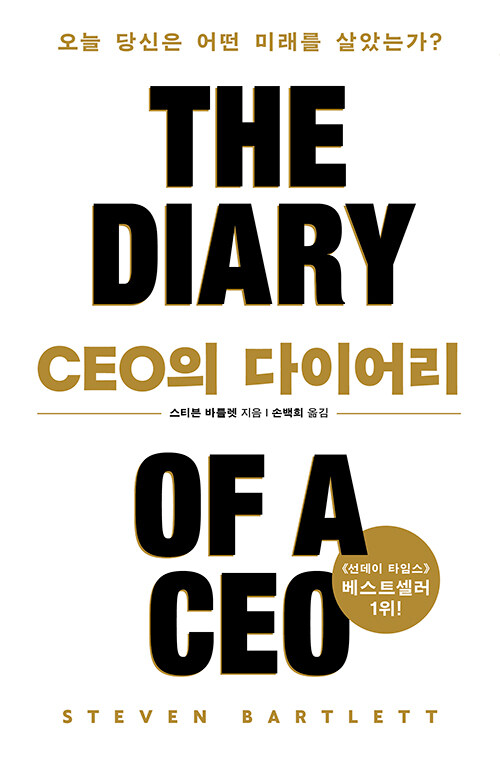 오늘 당신은 어떤 미래를 살았는가?
THE
DIARY
CEO의 다이어리
스티븐 바틀렛 지음 | 손백희 옮김
OF A
CEO
《선데이 타임스》
베스트셀러
1위!
STEVEN BARTLETT